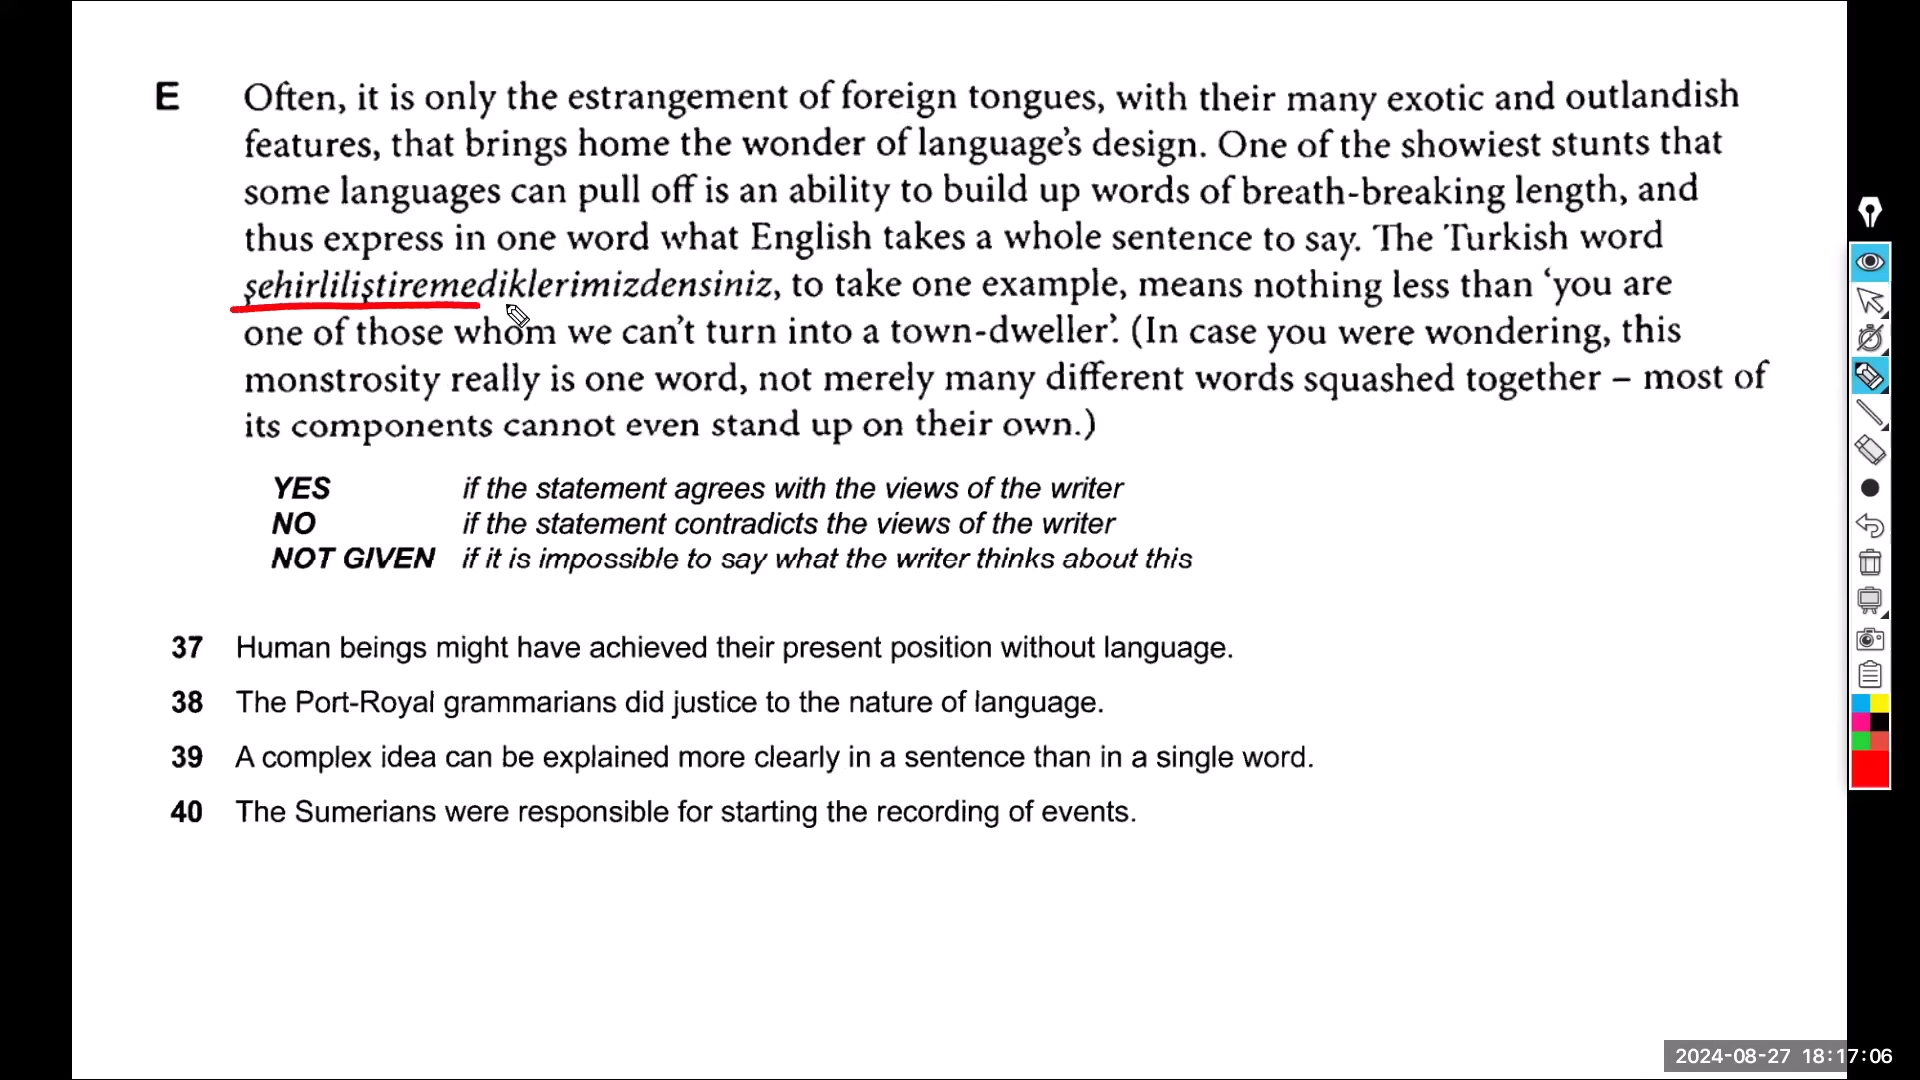 E Often, it is only the estrangement of foreign tongues, with their many exotic and outlandish
features, that brings home the wonder of language's design. One of the showiest stunts that
some languages can pull off is an ability to build up words of breath-breaking length, and
thus express in one word what English takes a whole sentence to say. The Turkish word
şehirliliştiremediklerimizdensiniz, to take one example, means nothing less than ‘you are
one of those whom we can't turn into a town-dweller’. (In case you were wondering, this
monstrosity really is one word, not merely many different words squashed together – most of
its components cannot even stand up on their own.)
YES if the statement agrees with the views of the writer
NO if the statement contradicts the views of the writer
NOT GIVEN if it is impossible to say what the writer thinks about this
37 Human beings might have achieved their present position without language.
38 The Port-Royal grammarians did justice to the nature of language.
39 A complex idea can be explained more clearly in a sentence than in a single word.
40 The Sumerians were responsible for starting the recording of events.
2024-08-27 18:17:06